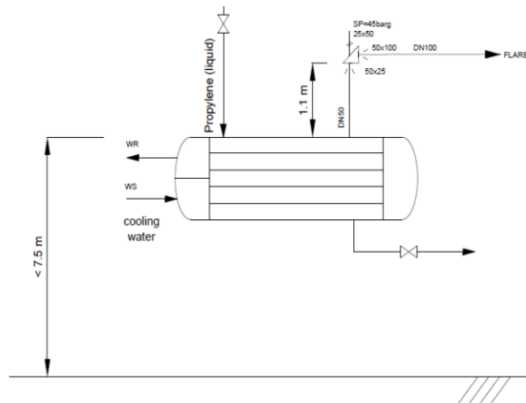 SP=45barg
25x50
50x100
DN100
FLARE
50x25
Propylene (liquid)
1.1 m
DN50
WR
WS
cooling
water
< 7.5 m